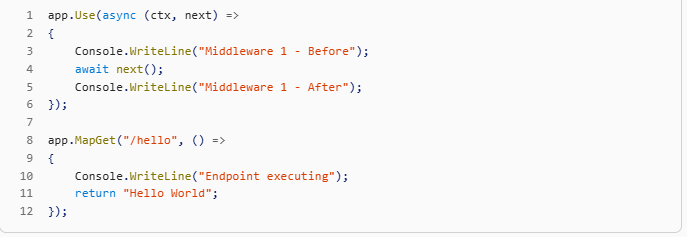 1 app.Use(async (ctx, next) =>
2 {
3     Console.WriteLine("Middleware 1 - Before");
4     await next();
5     Console.WriteLine("Middleware 1 - After");
6 });
7
8 app.MapGet("/hello", () =>
9 {
10     Console.WriteLine("Endpoint executing");
11     return "Hello World";
12 });